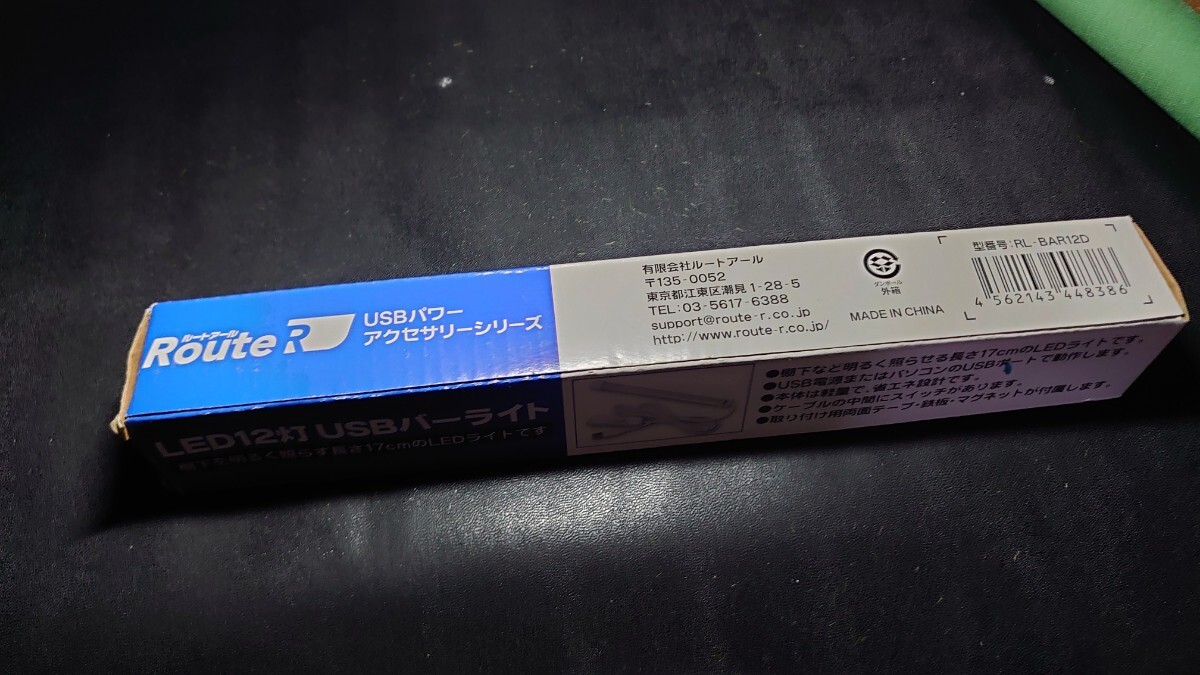 ルートアール
Route R
USBパワー
アクセサリーシリーズ
有限会社ルートアール
〒135-0052
東京都江東区潮見1-28-5
TEL:03-5617-6388
support@route-r.co.jp
http://www.route-r.co.jp/
ダンボール
外箱
MADE IN CHINA
型番号:RL-BAR12D
4 562143 448386
LED12灯 USBバーライト
棚下を明るく照らす長さ17cmのLEDライトです
●棚下など明るく照らせる長さ17cmのLEDライトです。
●USB電源またはパソコンのUSBポートで動作します。
●本体は軽量で、省エネ設計です。
●ケーブルの中間にスイッチがあります。
●取り付け用両面テープ・鉄板・マグネットが付属します。